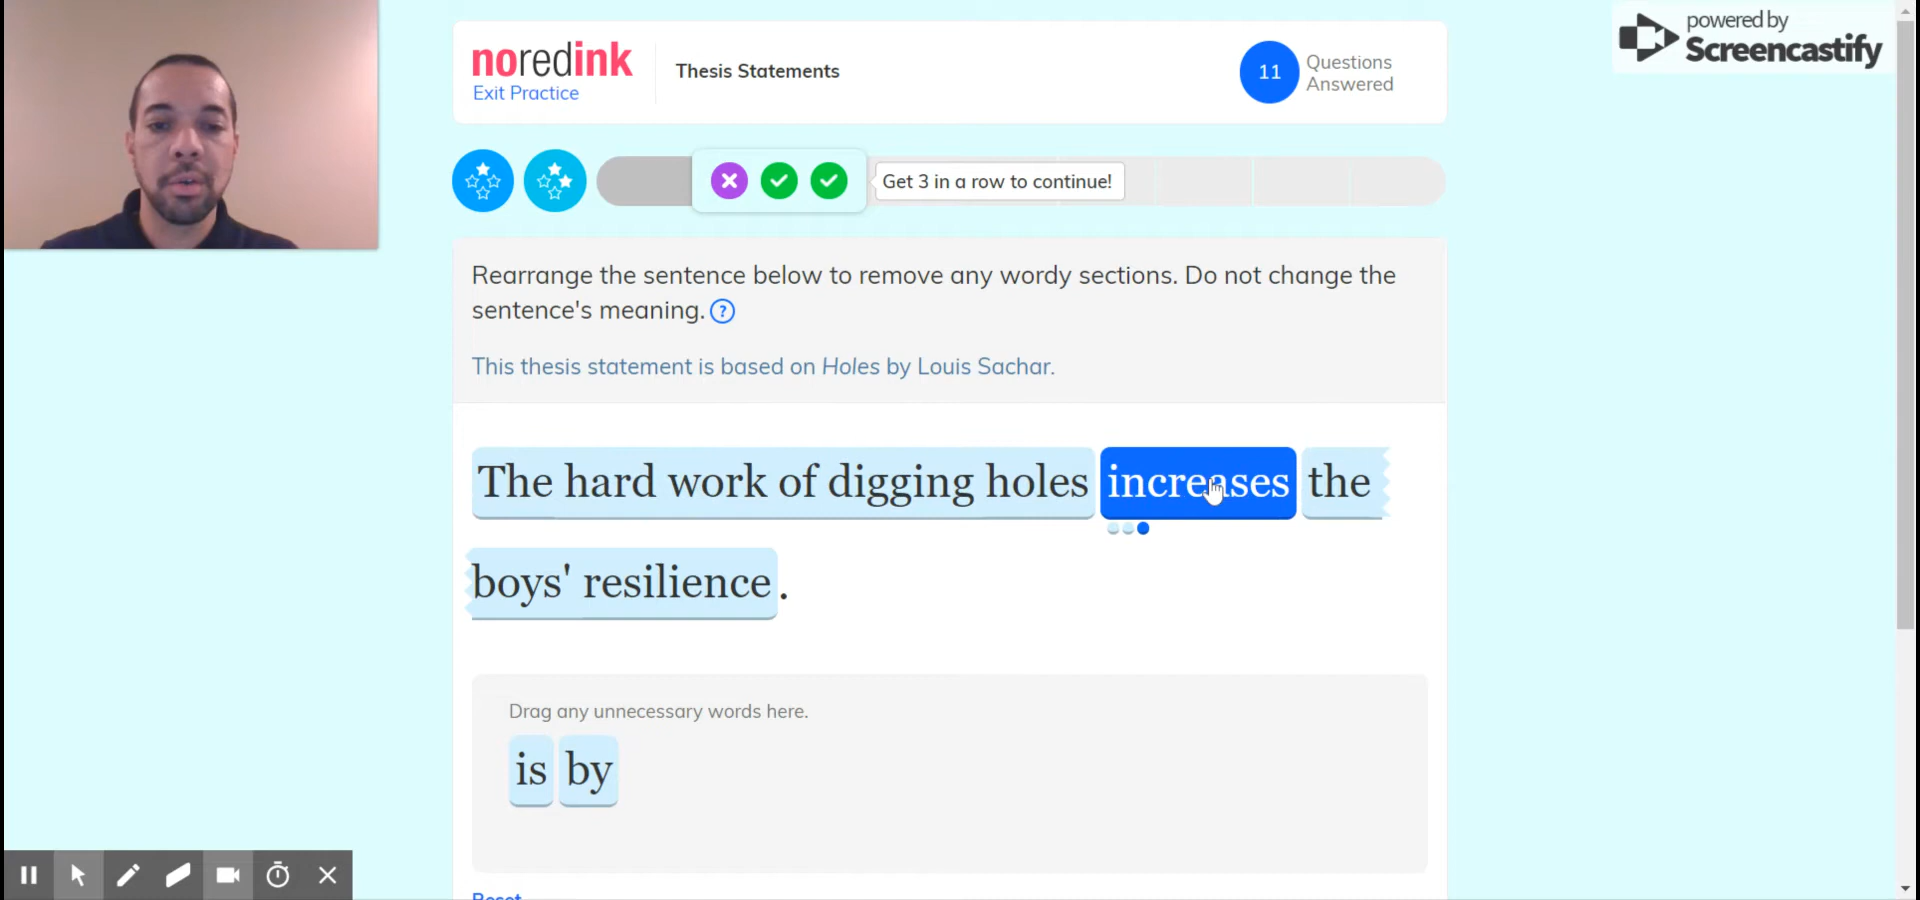 noredink
Exit Practice
Thesis Statements
11
Questions
Answered
powered by
Screencastify
Get 3 in a row to continue!
Rearrange the sentence below to remove any wordy sections. Do not change the
sentence's meaning. ?
This thesis statement is based on Holes by Louis Sachar.
The hard work of digging holes increases the
boys' resilience.
Drag any unnecessary words here.
is by
Reset